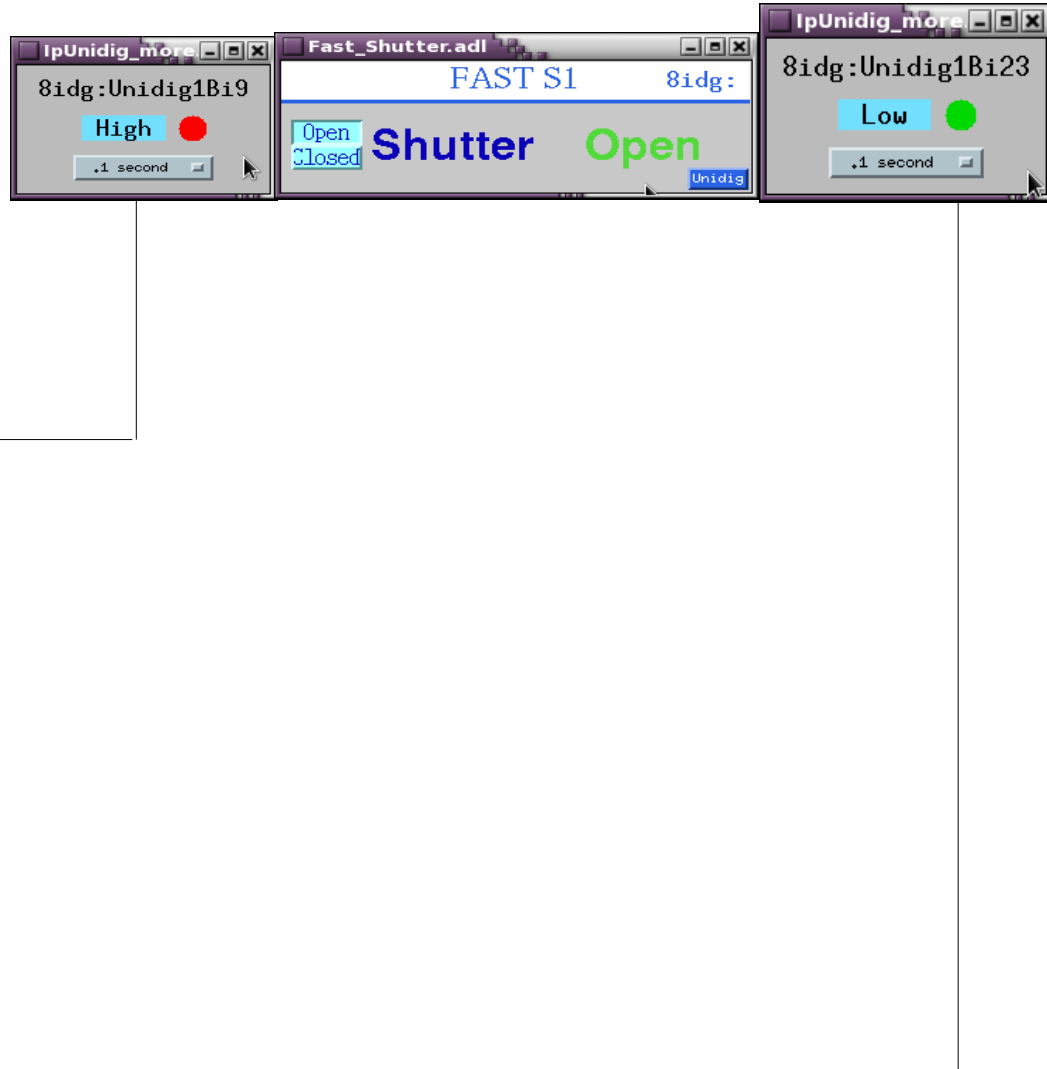 IpUnidig_more
8idg:Unidig1Bi9
High
.1 second
Fast_Shutter.adl
FAST S1
8idg:
Open
Closed
Shutter
Open
Unidig
IpUnidig_more.
8idg:Unidig1Bi23
Low
.1 second